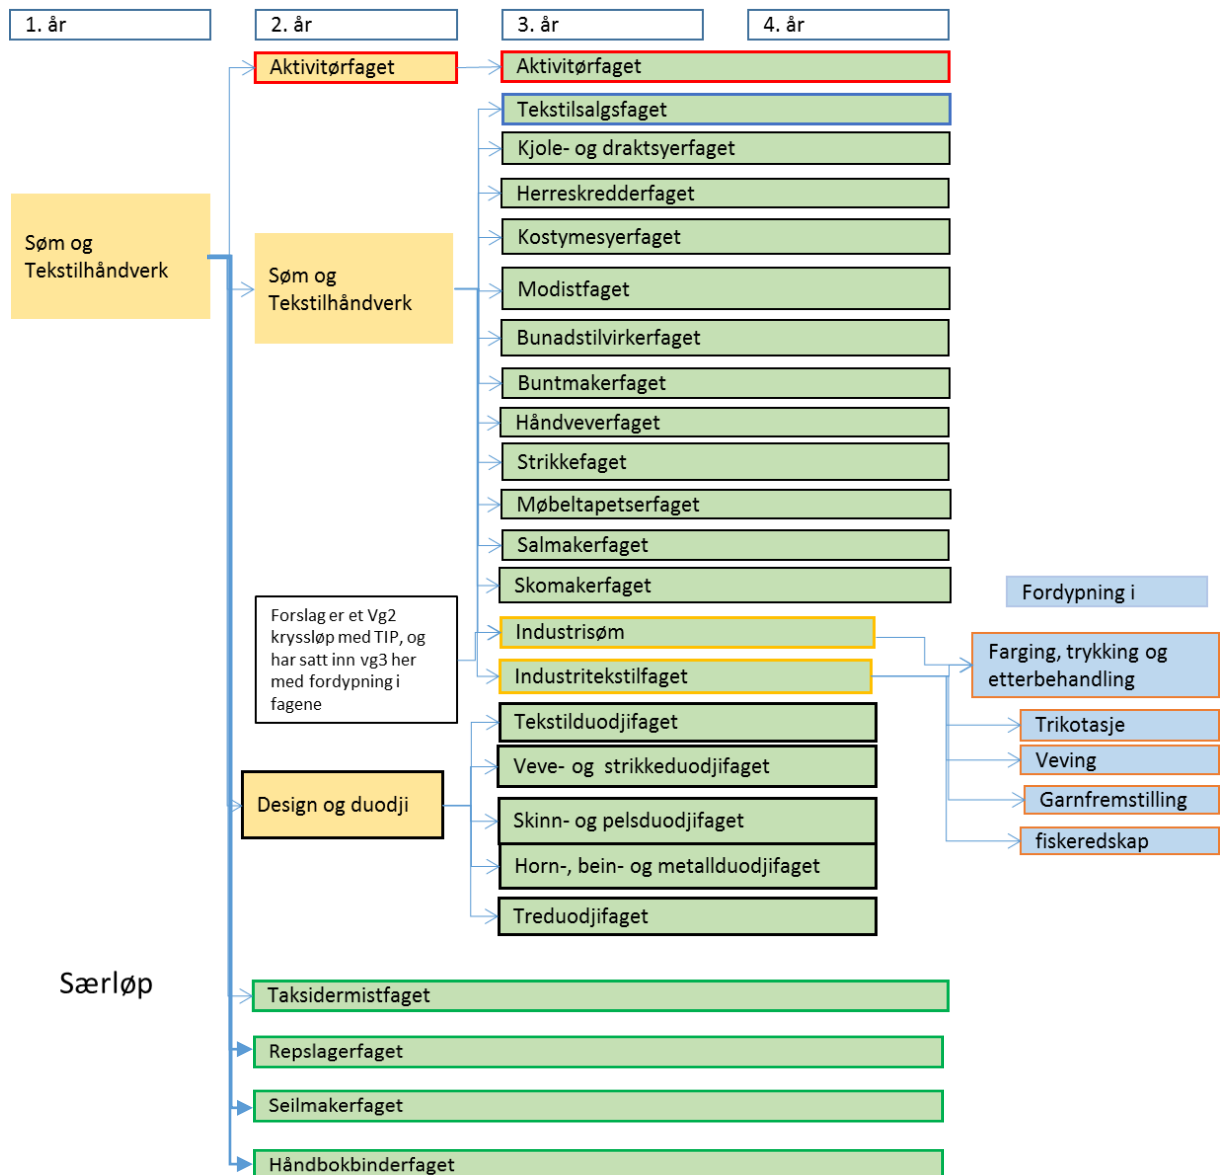 1. år
2. år
3. år
4. år
Aktivitørfaget
Aktivitørfaget
Tekstilsalgsfaget
Kjole- og draktsyerfaget
Herreskredderfaget
Søm og
Tekstilhåndverk
Søm og
Tekstilhåndverk
Kostymesyerfaget
Modistfaget
Bunadstilvirkerfaget
Buntmakerfaget
Håndveverfaget
Strikkefaget
Møbeltapetserfaget
Salmakerfaget
Skomakerfaget
Fordypning i
Forslag er et Vg2
kryssløp med TIP, og
har satt inn vg3 her
med fordypning i
fagene
Industrisøm
Industritekstilfaget
Farging, trykking og
etterbehandling
Trikotasje
Veving
Garnfremstilling
fiskeredskap
Design og duodji
Tekstilduodjifaget
Veve- og  strikkeduodjifaget
Skinn- og pelsduodjifaget
Horn-, bein- og metallduodjifaget
Treduodjifaget
Særløp
Taksidermistfaget
Repslagerfaget
Seilmakerfaget
Håndbokbinderfaget